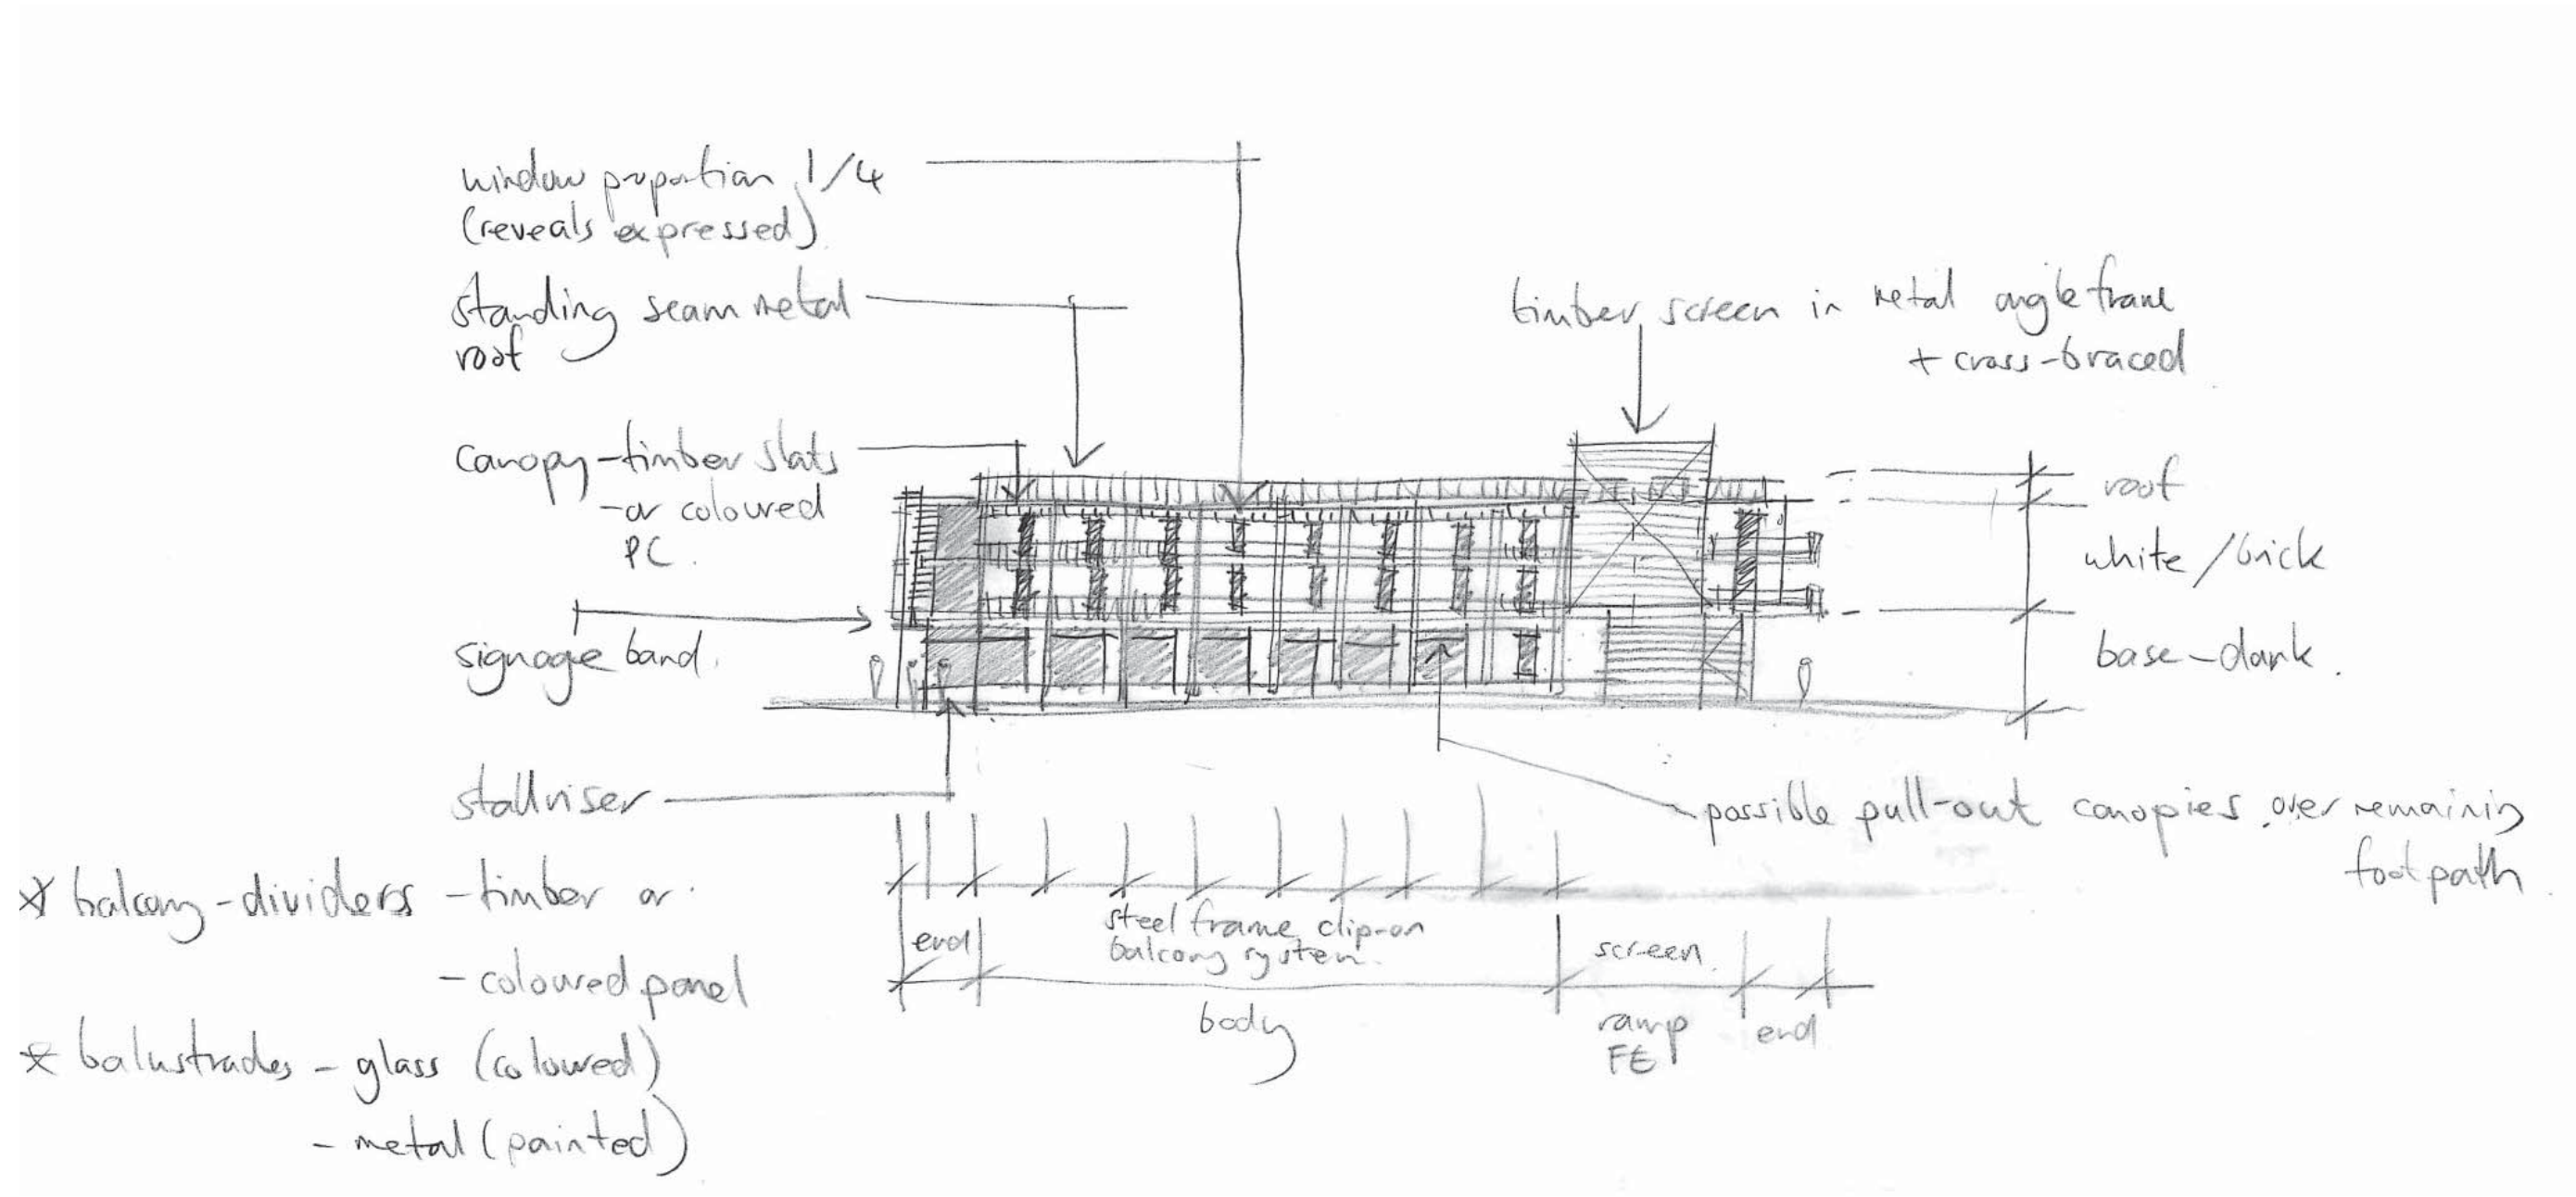 window proportion 1/4
(reveals expressed)
standing seam metal
roof
canopy - timber slats
- or coloured
PC.
signage band.
stallriser
* balcony - dividers - timber or
- coloured panel
* balustrades - glass (coloured)
- metal (painted)
timber screen in metal angle frame
+ cross-braced
roof
white / brick
base - dark.
possible pull-out canopies over remaining
footpath
end
steel frame clip-on
balcony system.
body
screen.
ramp
FE
end